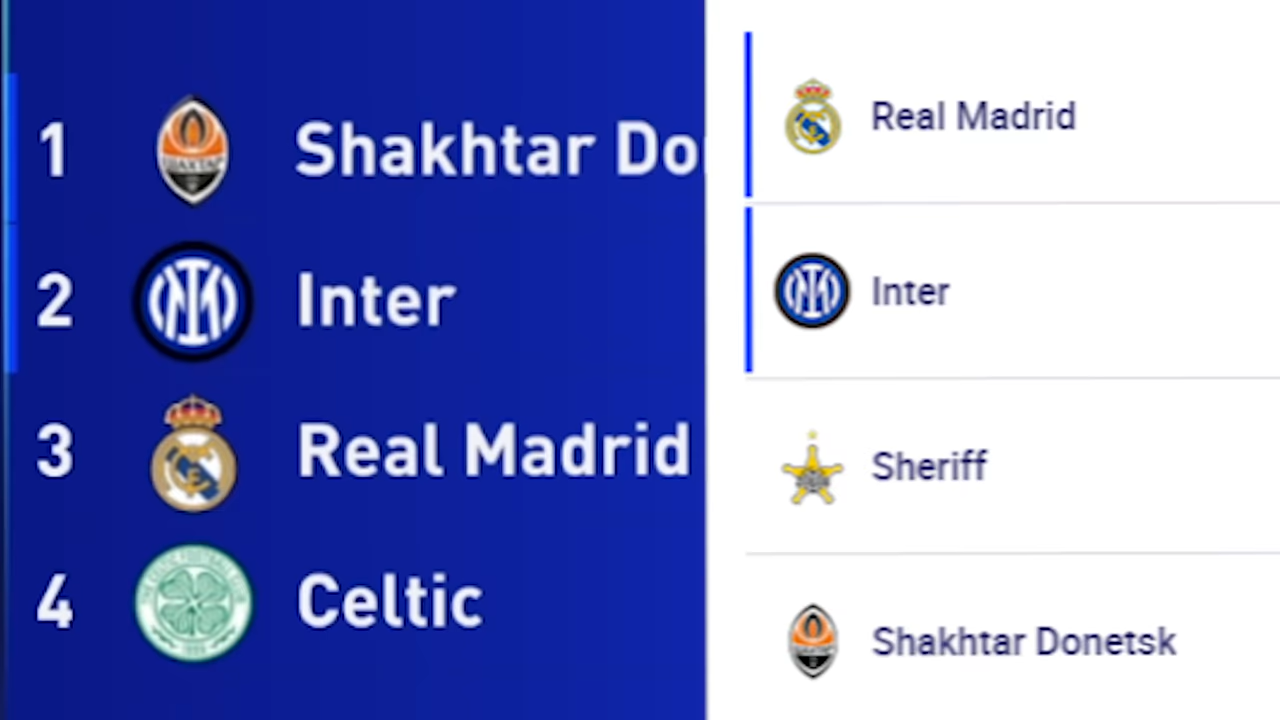 1 Shakhtar Do
2 Inter
3 Real Madrid
4 Celtic
Real Madrid
Inter
Sheriff
Shakhtar Donetsk